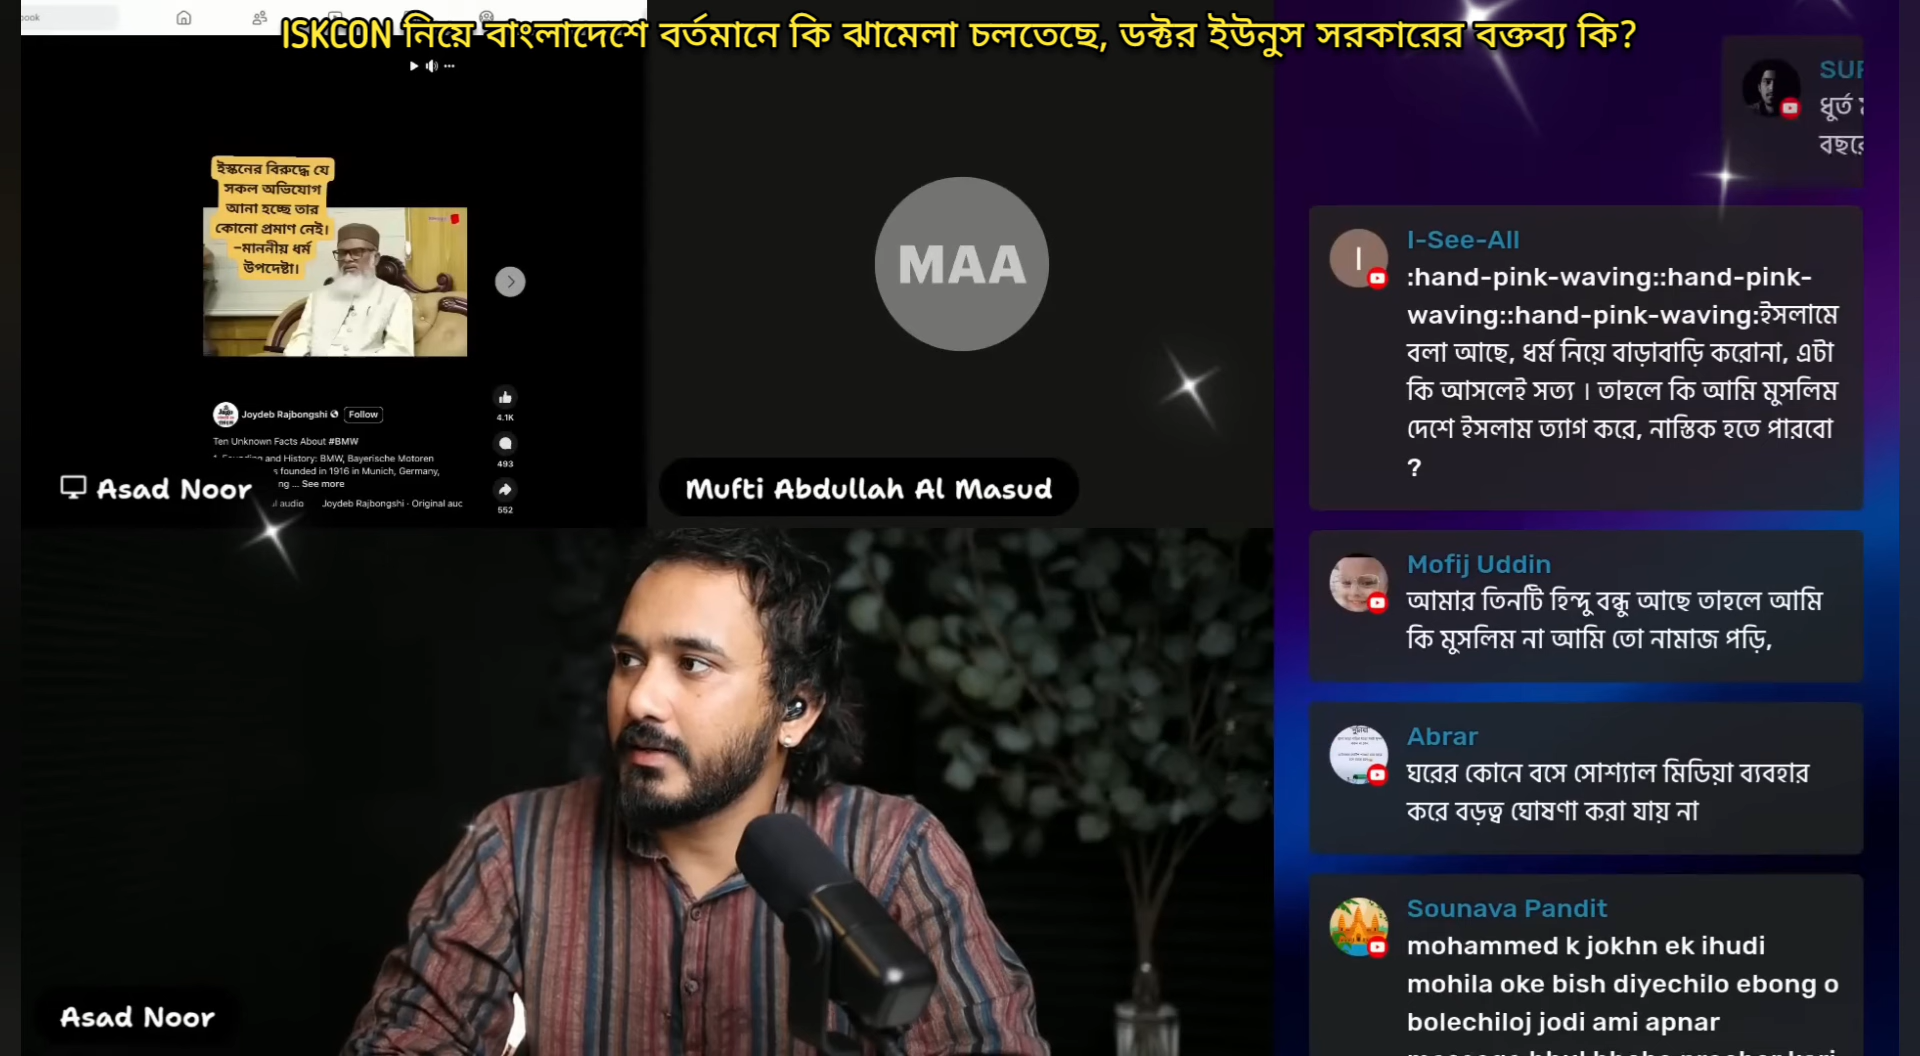 ook
ISKCON নিয়ে বাংলাদেশে বর্তমানে কি ঝামেলা চলতেছে, ডক্টর ইউনুস সরকারের বক্তব্য কি?
ইস্কনের বিরুদ্ধে যে
সকল অভিযোগ
আনা হচ্ছে তার
কোনো প্রমাণ নেই।
-মাননীয় ধর্ম
উপদেষ্টা।
Joydeb Rajbongshi
Follow
Ten Unknown Facts About #BMW
and History: BMW, Bayerische Motoren
s founded in 1916 in Munich, Germany,
ng ... See more
al audio Joydeb Rajbongshi - Original auc
4.1K
493
552
Asad Noor
MAA
Mufti Abdullah Al Masud
Asad Noor
ধূর্ত
I
I-See-All
:hand-pink-waving::hand-pink-
waving::hand-pink-waving:ইসলামে
বলা আছে, ধর্ম নিয়ে বাড়াবাড়ি করোনা, এটা
কি আসলেই সত্য । তাহলে কি আমি মুসলিম
দেশে ইসলাম ত্যাগ করে, নাস্তিক হতে পারবো
?
Mofij Uddin
আমার তিনটি হিন্দু বন্ধু আছে তাহলে আমি
কি মুসলিম না আমি তো নামাজ পড়ি,
Abrar
ঘরের কোনে বসে সোশ্যাল মিডিয়া ব্যবহার
করে বড়ত্ব ঘোষণা করা যায় না
Sounava Pandit
mohammed k jokhn ek ihudi
mohila oke bish diyechilo ebong o
bolechiloj jodi ami apnar